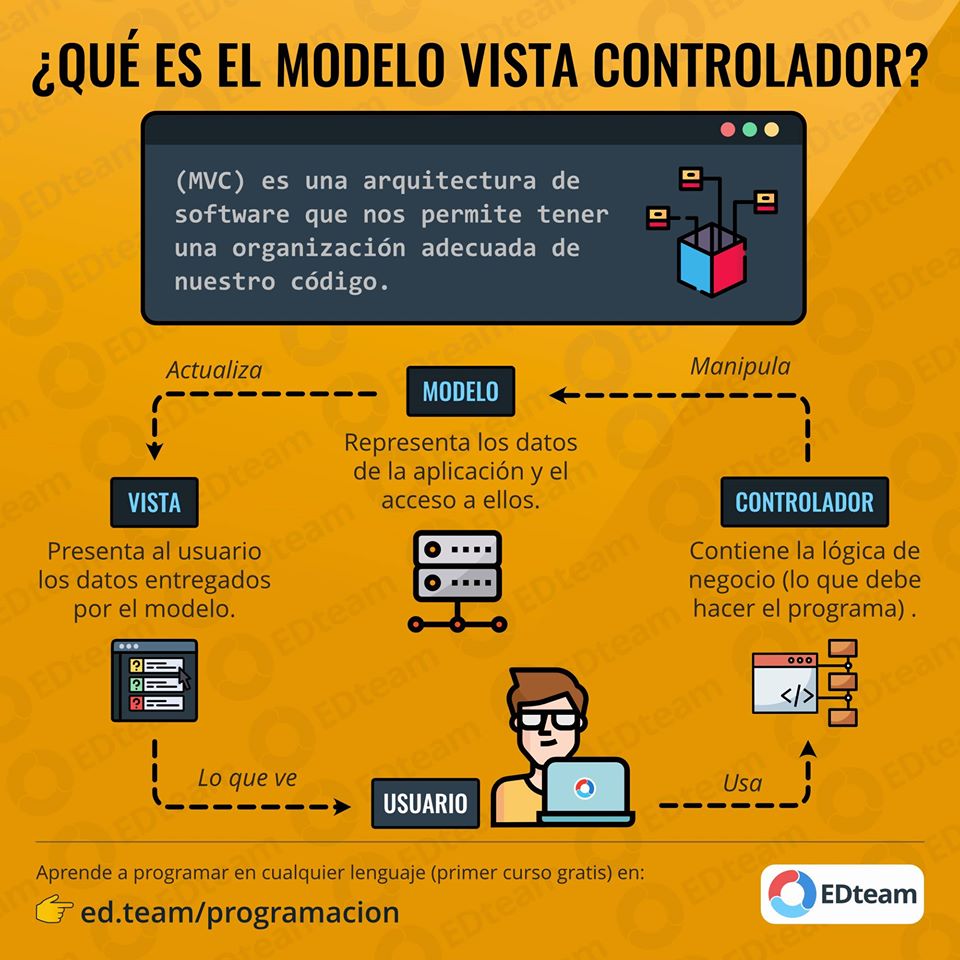 ¿QUÉ ES EL MODELO VISTA CONTROLADOR?
(MVC) es una arquitectura de
software que nos permite tener
una organización adecuada de
nuestro código.
Actualiza
MODELO
Manipula
Representa los datos
de la aplicación y el
acceso a ellos.
VISTA
Presenta al usuario
los datos entregados
por el modelo.
CONTROLADOR
Contiene la lógica de
negocio (lo que debe
hacer el programa) .
</>
Lo que ve
USUARIO
Usa
Aprende a programar en cualquier lenguaje (primer curso gratis) en:
ed.team/programacion
EDteam